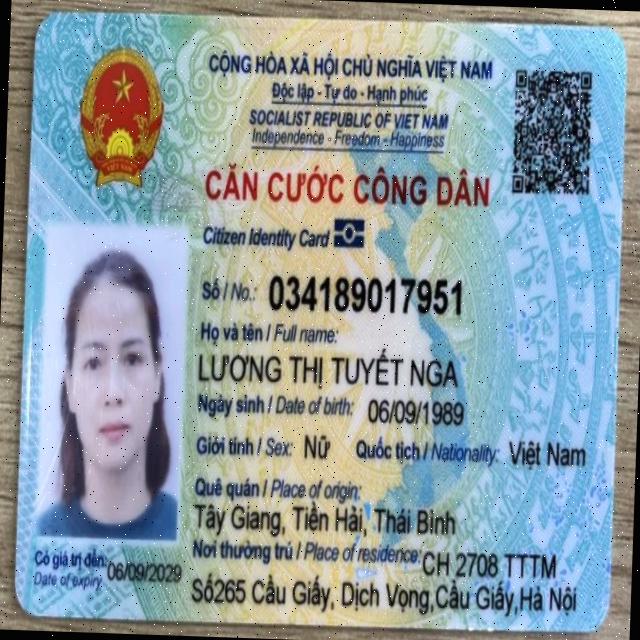 CỘNG HÒA XÃ HỘI CHỦ NGHĨA VIỆT NAM
Độc lập - Tự do - Hạnh phúc
SOCIALIST REPUBLIC OF VIET NAM
Independence - Freedom - Happiness
CĂN CƯỚC CÔNG DÂN
Citizen Identity Card
Số / No.: 034189017951
Họ và tên / Full name:
LƯƠNG THỊ TUYẾT NGA
Ngày sinh / Date of birth: 06/09/1989
Giới tính / Sex: Nữ Quốc tịch / Nationality: Việt Nam
Quê quán / Place of origin:
Tây Giang, Tiền Hải, Thái Bình
Nơi thường trú / Place of residence: CH 2708 TTTM
Số265 Cầu Giấy, Dịch Vọng,Cầu Giấy,Hà Nội
Có giá trị đến: 06/09/2029
Date of expiry